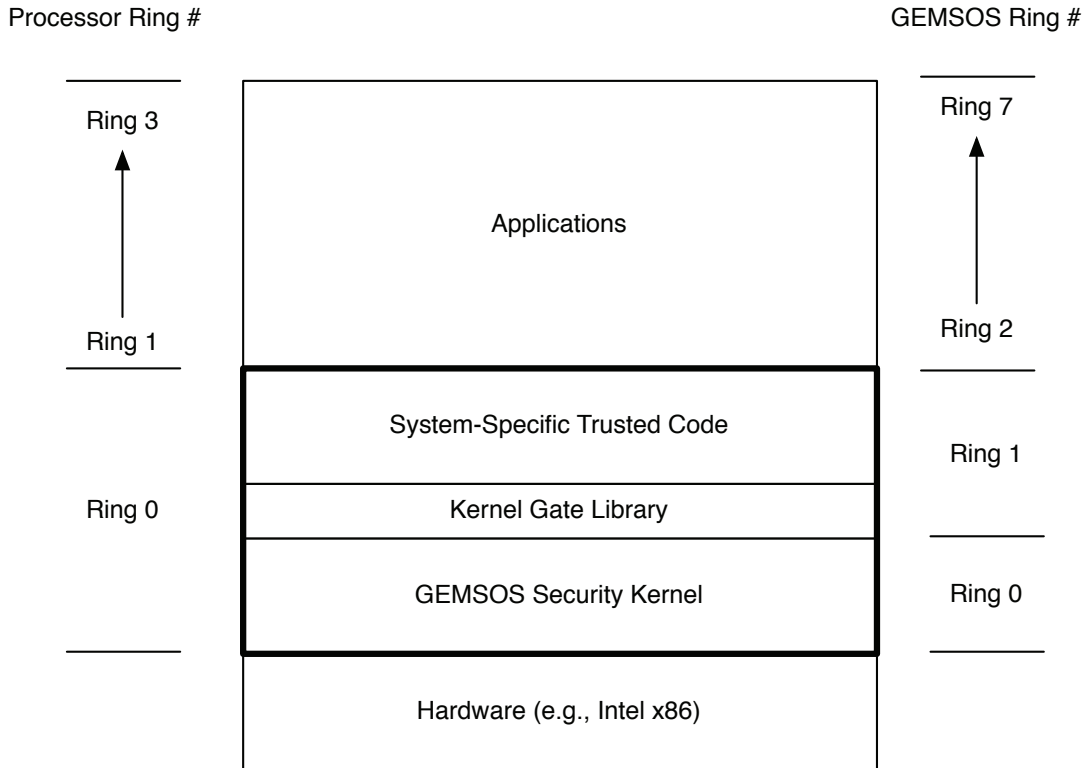 Processor Ring #
GEMSOS Ring #
Ring 3
Ring 7
Applications
Ring 1
Ring 2
System-Specific Trusted Code
Ring 1
Ring 0
Kernel Gate Library
GEMSOS Security Kernel
Ring 0
Hardware (e.g., Intel x86)